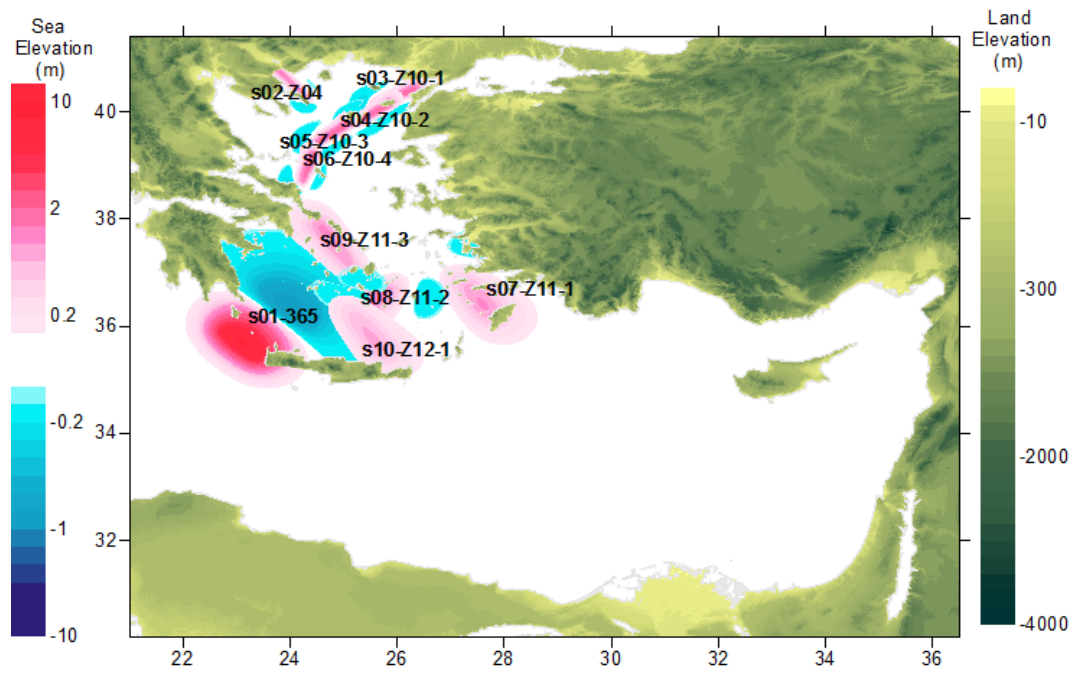 Sea
Elevation
(m)
10
2
0.2
-0.2
-1
-10
Land
Elevation
(m)
-10
-300
-2000
-4000
40
38
36
34
32
22
24
26
28
30
32
34
36
s02-Z04
s03-Z10-1
s04-Z10-2
s05-Z10-3
s06-Z10-4
s09-Z11-3
s08-Z11-2
s07-Z11-1
s01-365
s10-Z12-1